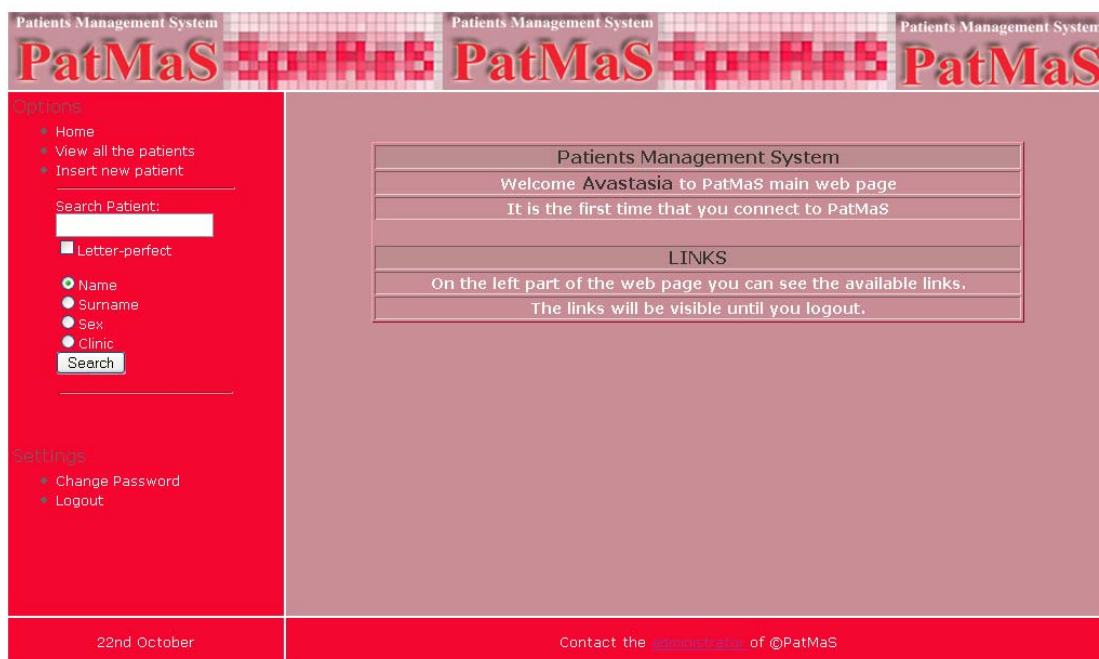 Patients Management System
PatMaS
Patients Management System
PatMaS
Patients Management System
PatMaS
Options
Home
View all the patients
Insert new patient
Search Patient:
Letter-perfect
Name
Surname
Sex
Clinic
Search
Settings
Change Password
Logout
Patients Management System
Welcome Avastasia to PatMaS main web page
It is the first time that you connect to PatMaS
LINKS
On the left part of the web page you can see the available links.
The links will be visible until you logout.
22nd October
Contact the administrator of ©PatMaS